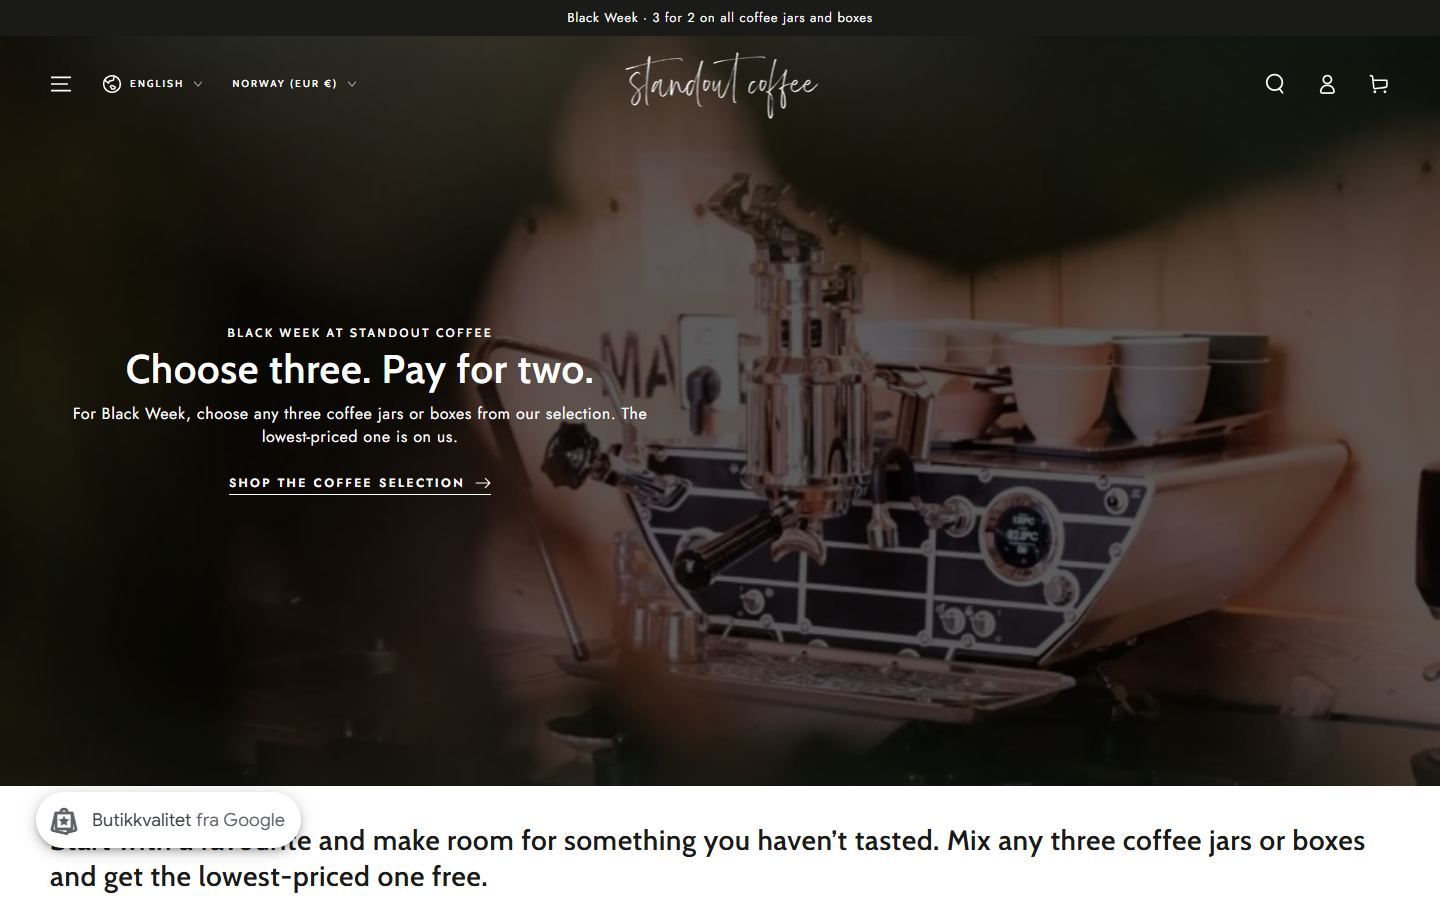 Black Week - 3 for 2 on all coffee jars and boxes
ENGLISH
NORWAY (EUR €)
standout coffee
BLACK WEEK AT STANDOUT COFFEE
Choose three. Pay for two.
For Black Week, choose any three coffee jars or boxes from our selection. The
lowest-priced one is on us.
SHOP THE COFFEE SELECTION
Butikkvalitet fra Google
and make room for something you haven’t tasted. Mix any three coffee jars or boxes
and get the lowest-priced one free.